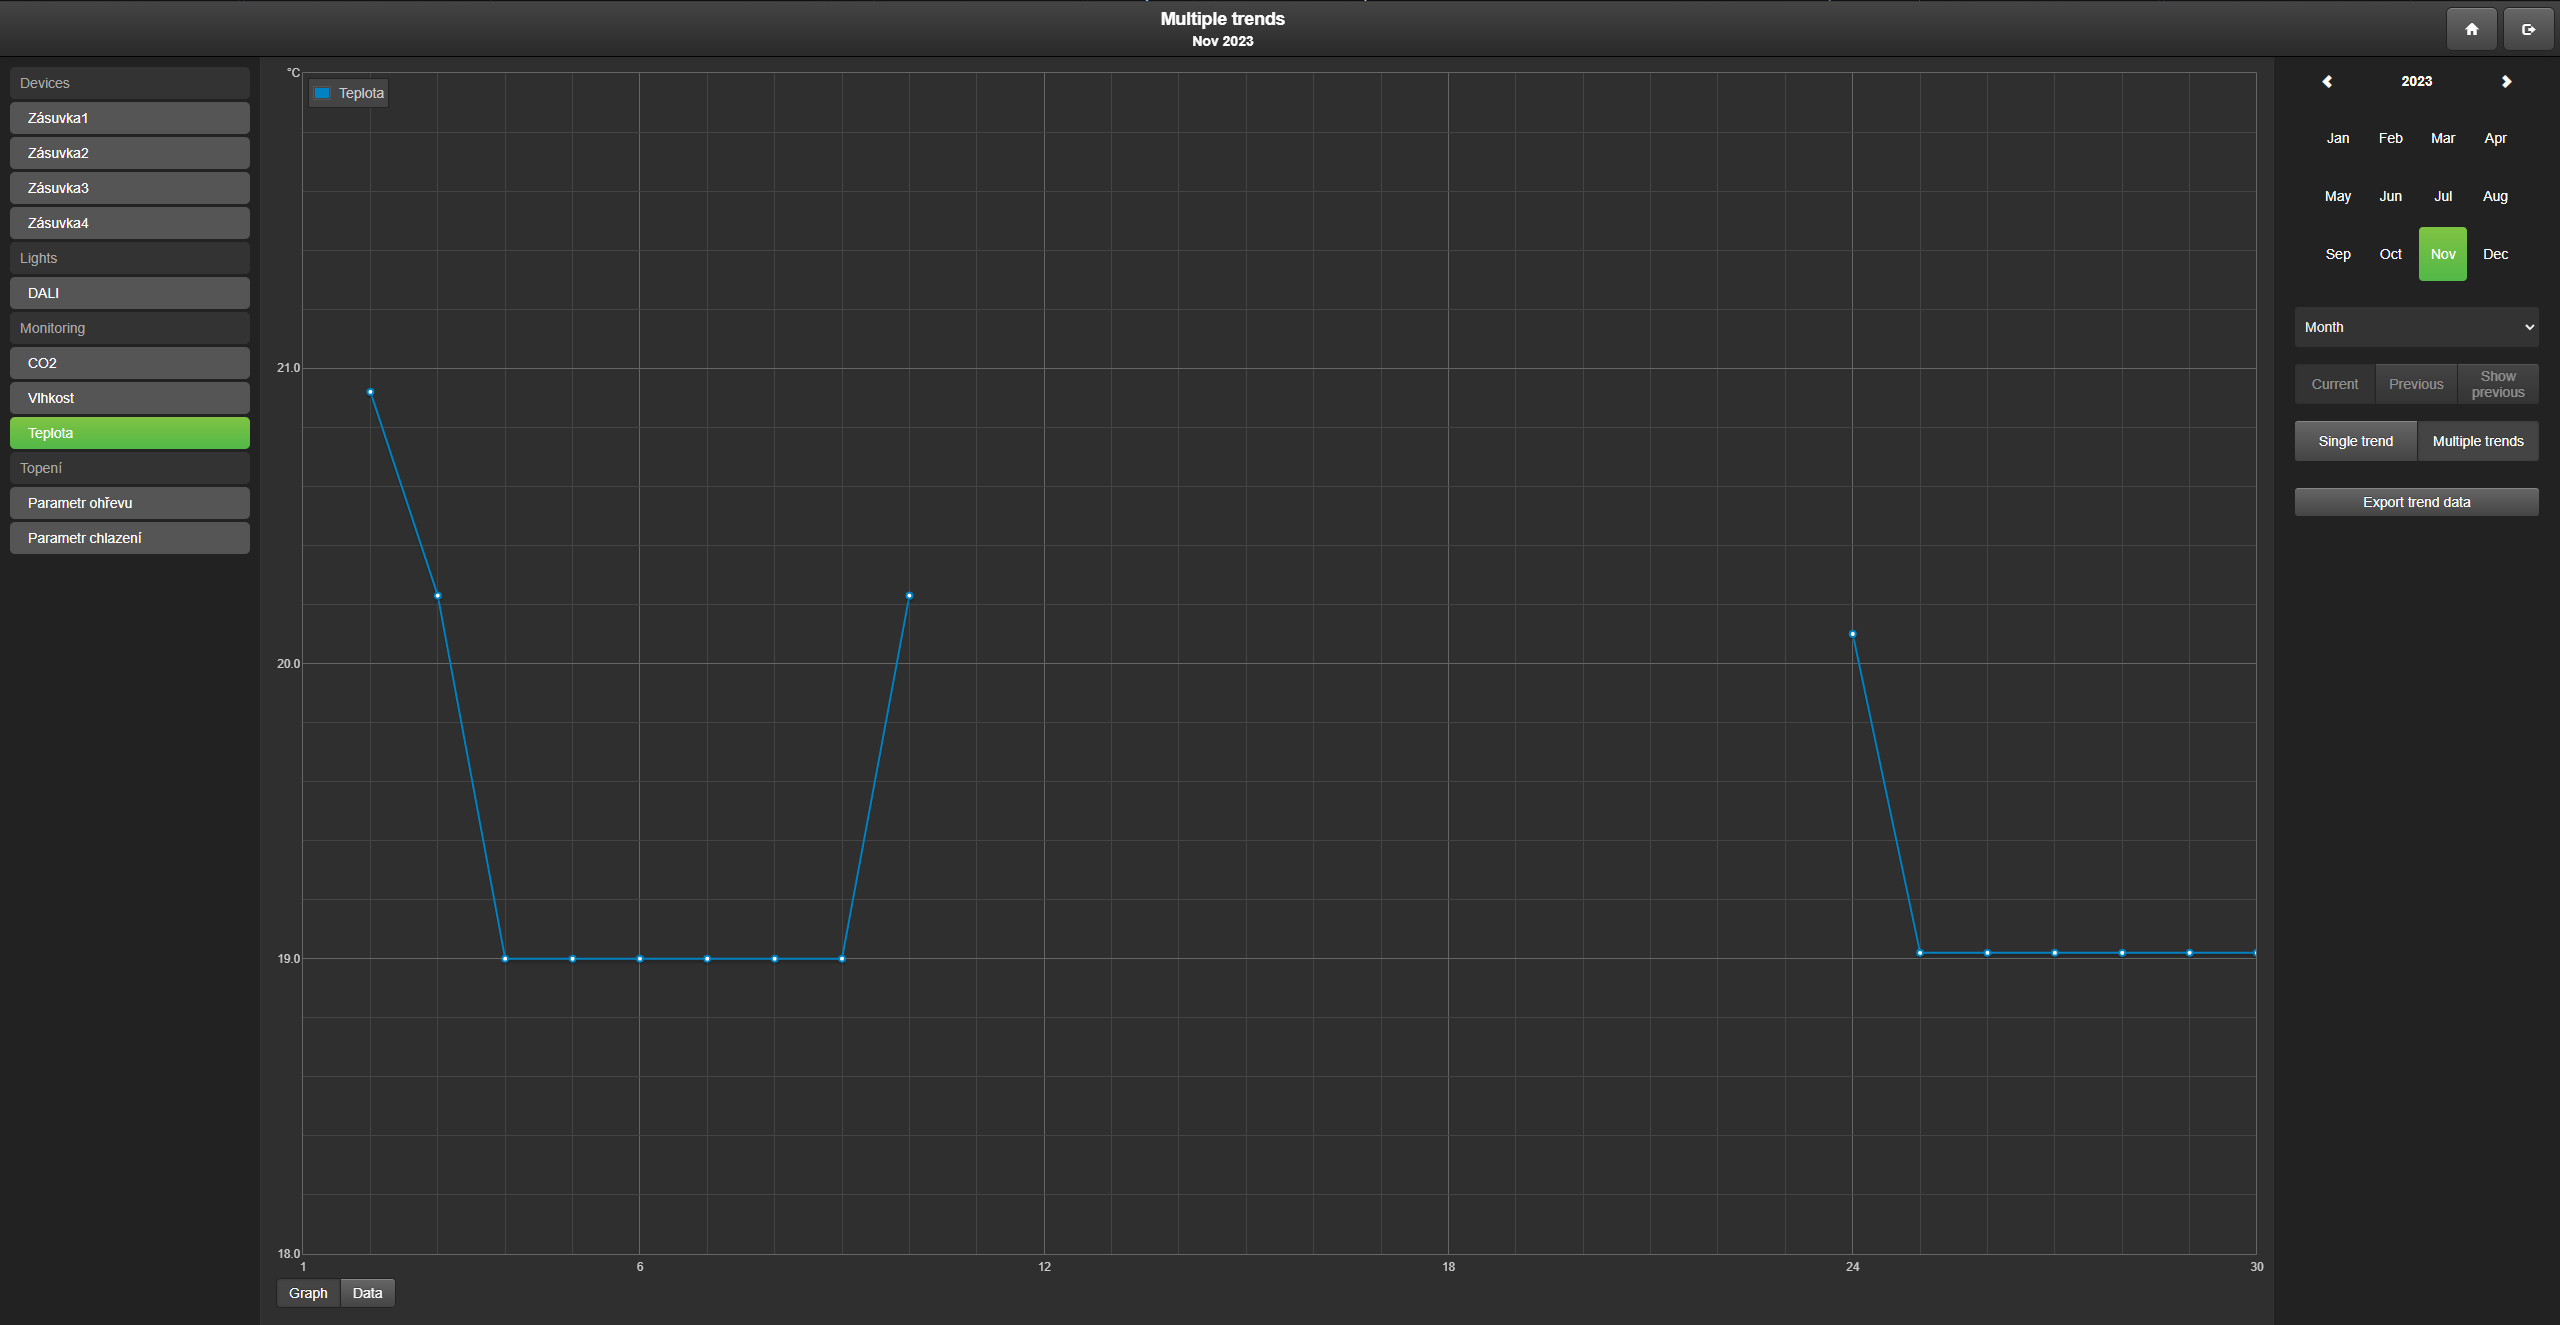 Multiple trends
Nov 2023
Devices
Zásuvka1
Zásuvka2
Zásuvka3
Zásuvka4
Lights
DALI
Monitoring
CO2
Vlhkost
Teplota
Topení
Parametr ohřevu
Parametr chlazení
°C
Teplota
21.0
20.0
19.0
18.0
1 6 12 18 24 30
Graph Data
2023
Jan Feb Mar Apr
May Jun Jul Aug
Sep Oct Nov Dec
Month
Current Previous Show previous
Single trend Multiple trends
Export trend data